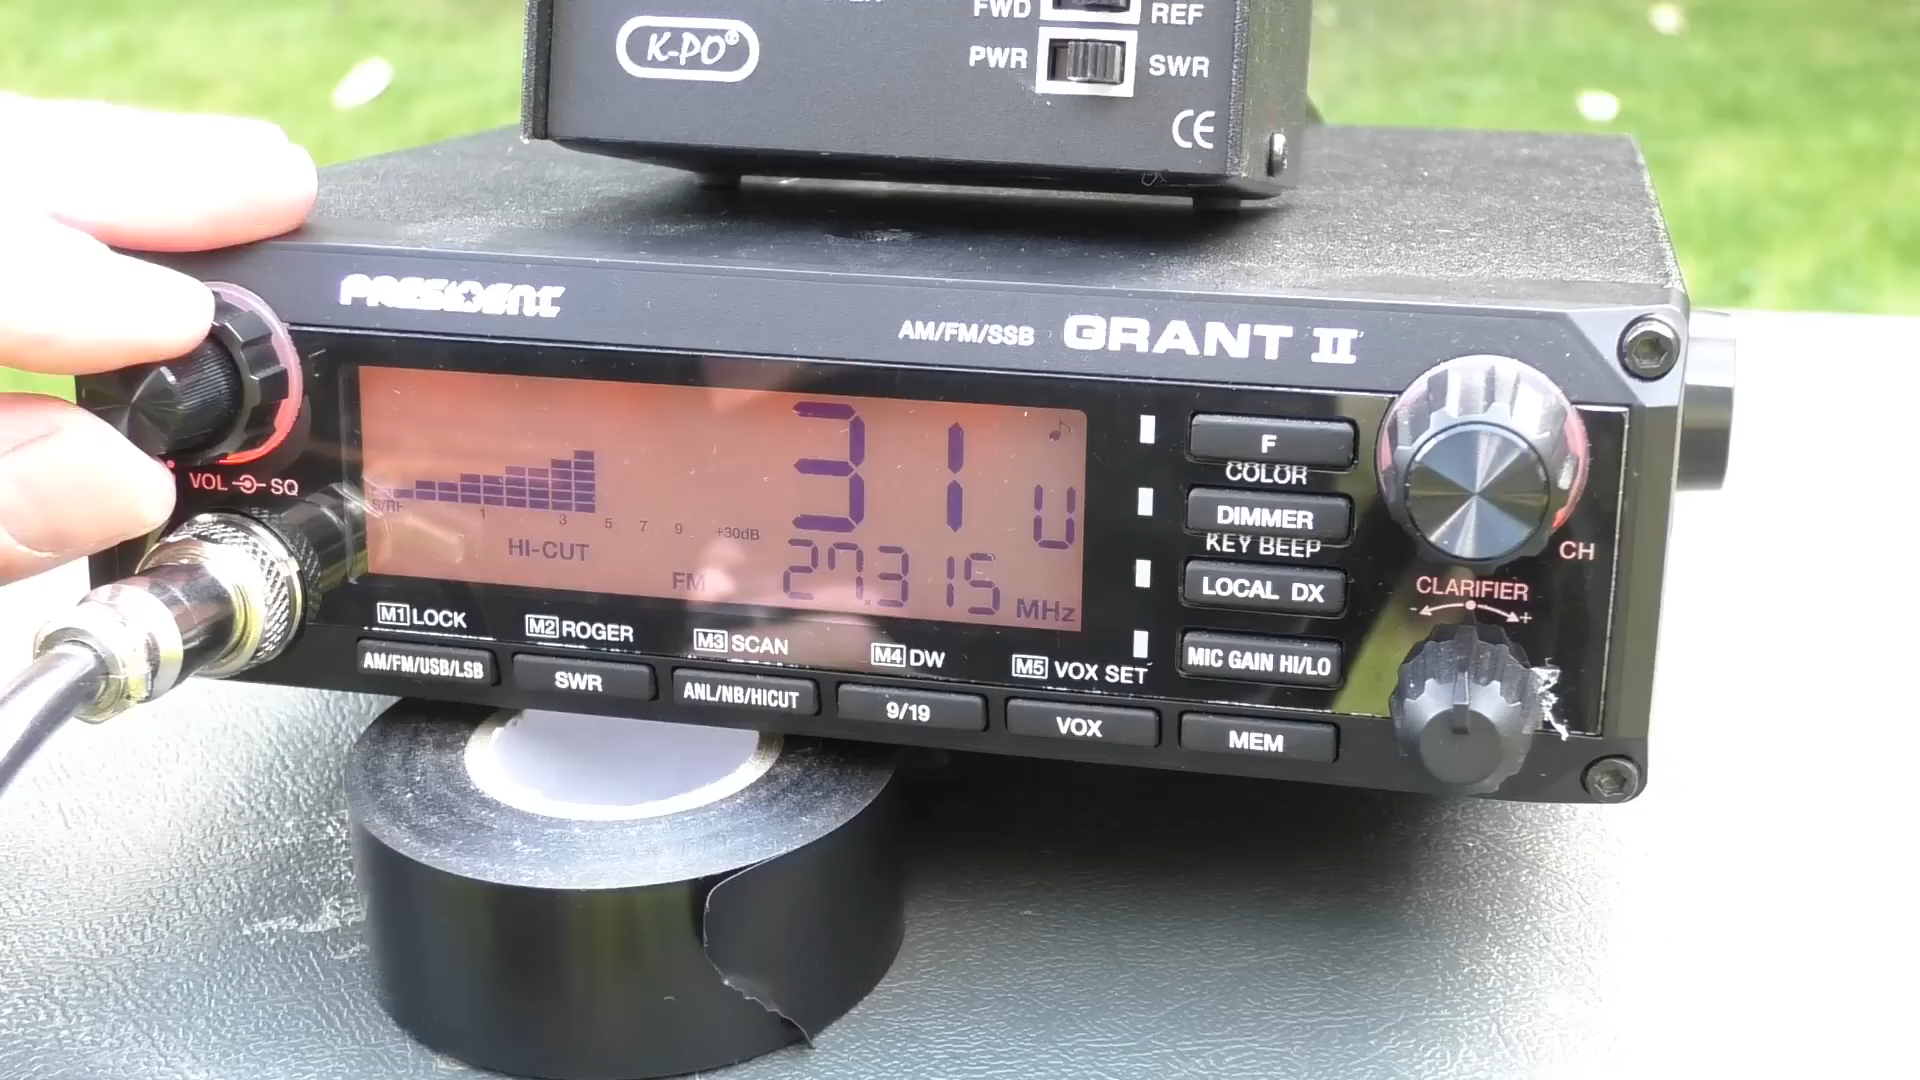 FWD REF
K-PO®
PWR SWR
CE
PRESIDENT
AM/FM/SSB GRANT II
31
U
S/RF 1 3 5 7 9 +30dB
HI-CUT
FM 27.315 MHz
VOL SQ
F
COLOR
DIMMER
KEY BEEP
LOCAL DX
MIC GAIN HI/LO
CH
CLARIFIER
- +
M1 LOCK M2 ROGER M3 SCAN M4 DW M5 VOX SET
AM/FM/USB/LSB SWR ANL/NB/HICUT 9/19 VOX MEM